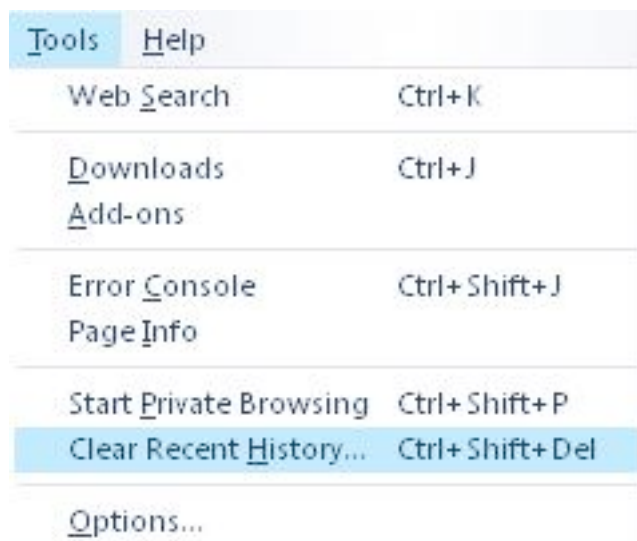 Tools Help
Web Search Ctrl+K
Downloads Ctrl+J
Add-ons
Error Console Ctrl+Shift+J
Page Info
Start Private Browsing Ctrl+Shift+P
Clear Recent History... Ctrl+Shift+Del
Options...